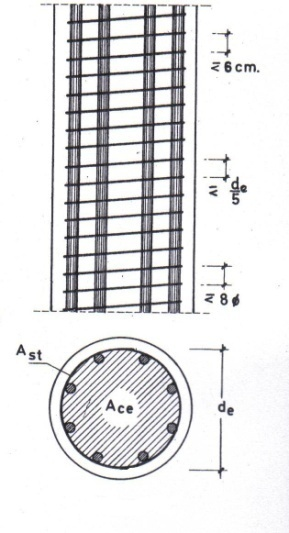 ≤ 6 cm.
≤ de/5
≤ 8 ø
Ast
Ace
de